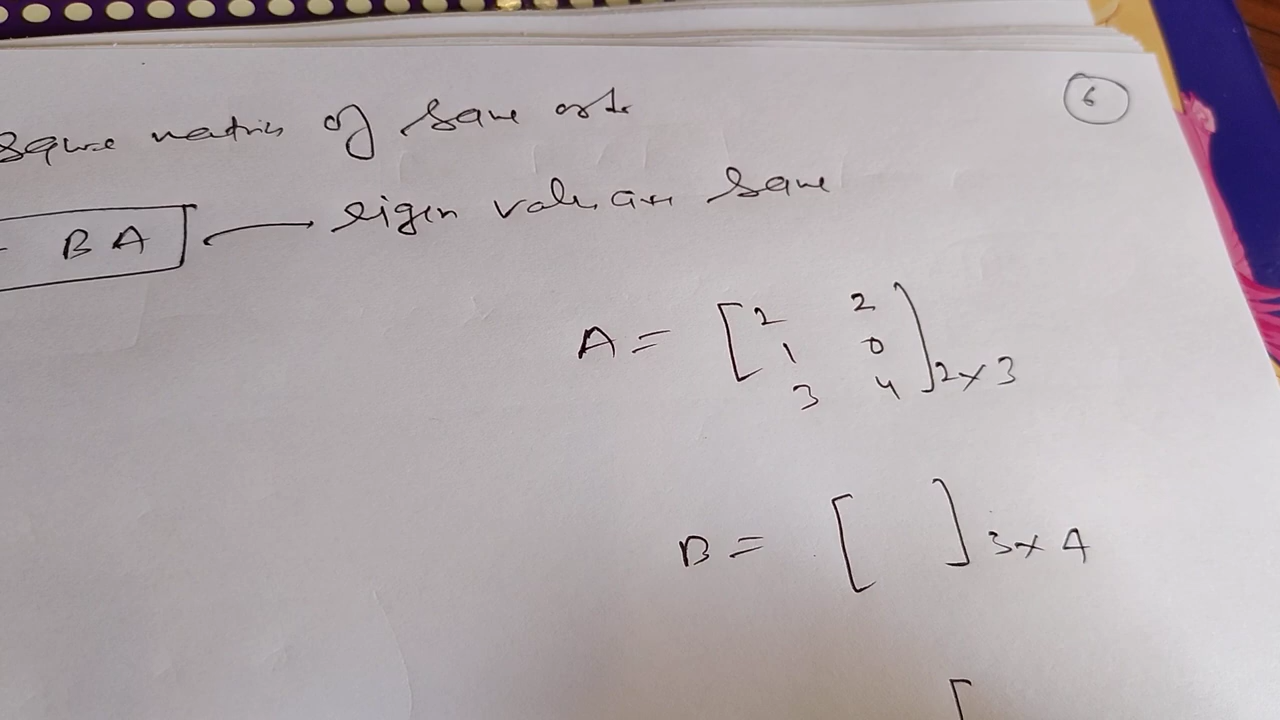 6
square matrices of same order
BA eigen values are same
A = [2 2
1 0
3 4] 2×3
B = [ ] 3×4
[